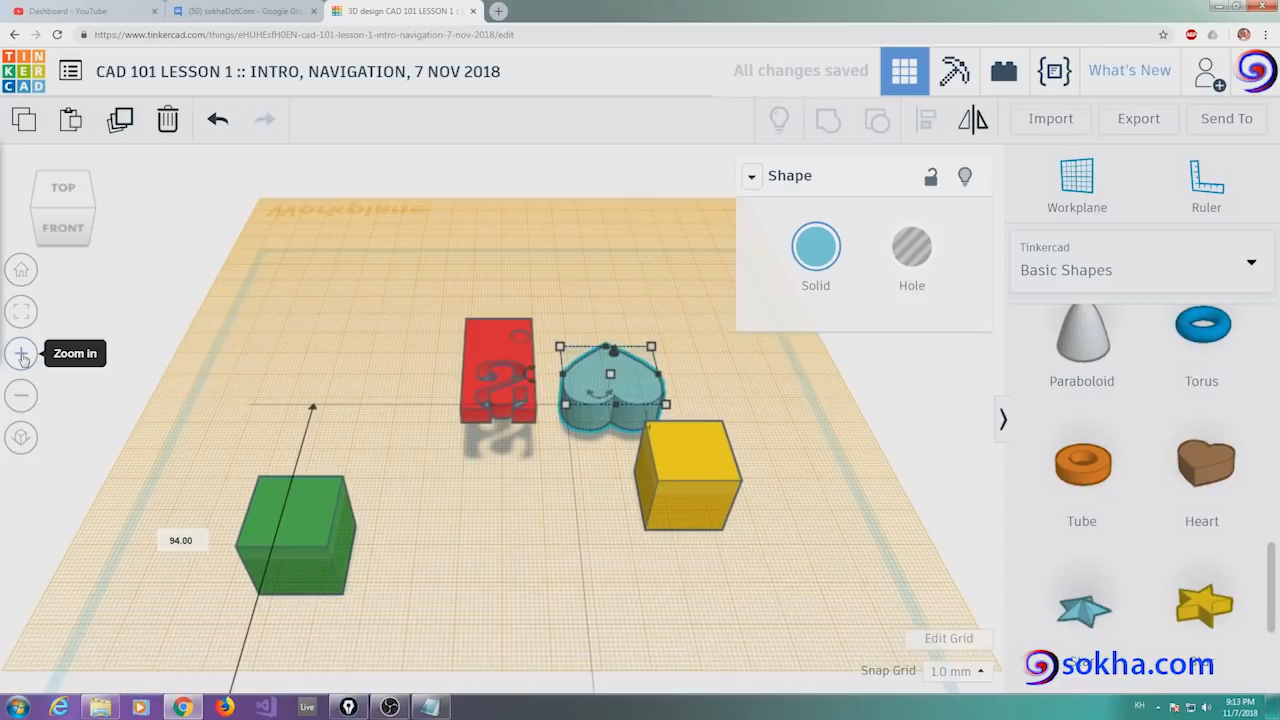 Dashboard - YouTube
(50) sokhaDotCom - Google Gro
3D design CAD 101 LESSON 1 ::
https://www.tinkercad.com/things/eHUHEsfH0EN-cad-101-lesson-1-intro-navigation-7-nov-2018/edit
TIN
KER
CAD
CAD 101 LESSON 1 :: INTRO, NAVIGATION, 7 NOV 2018
All changes saved
What's New
Import
Export
Send To
TOP
FRONT
Workplane
Shape
Solid
Hole
Workplane
Ruler
Tinkercad
Basic Shapes
Zoom in
Paraboloid
Torus
Tube
Heart
94.00
Edit Grid
Snap Grid
1.0 mm
sokha.com
Live
KH
9:13 PM
11/7/2018